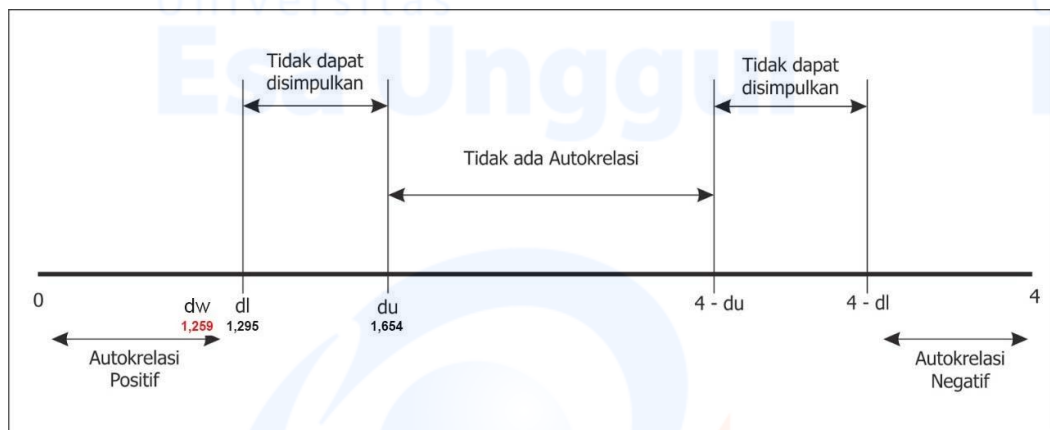 Universitas
Esa Unggul
Tidak dapat
disimpulkan
Tidak dapat
disimpulkan
Tidak ada Autokrelasi
0
dw
dl
du
4 - du
4 - dl
4
1,259
1,295
1,654
Autokrelasi
Positif
Autokrelasi
Negatif